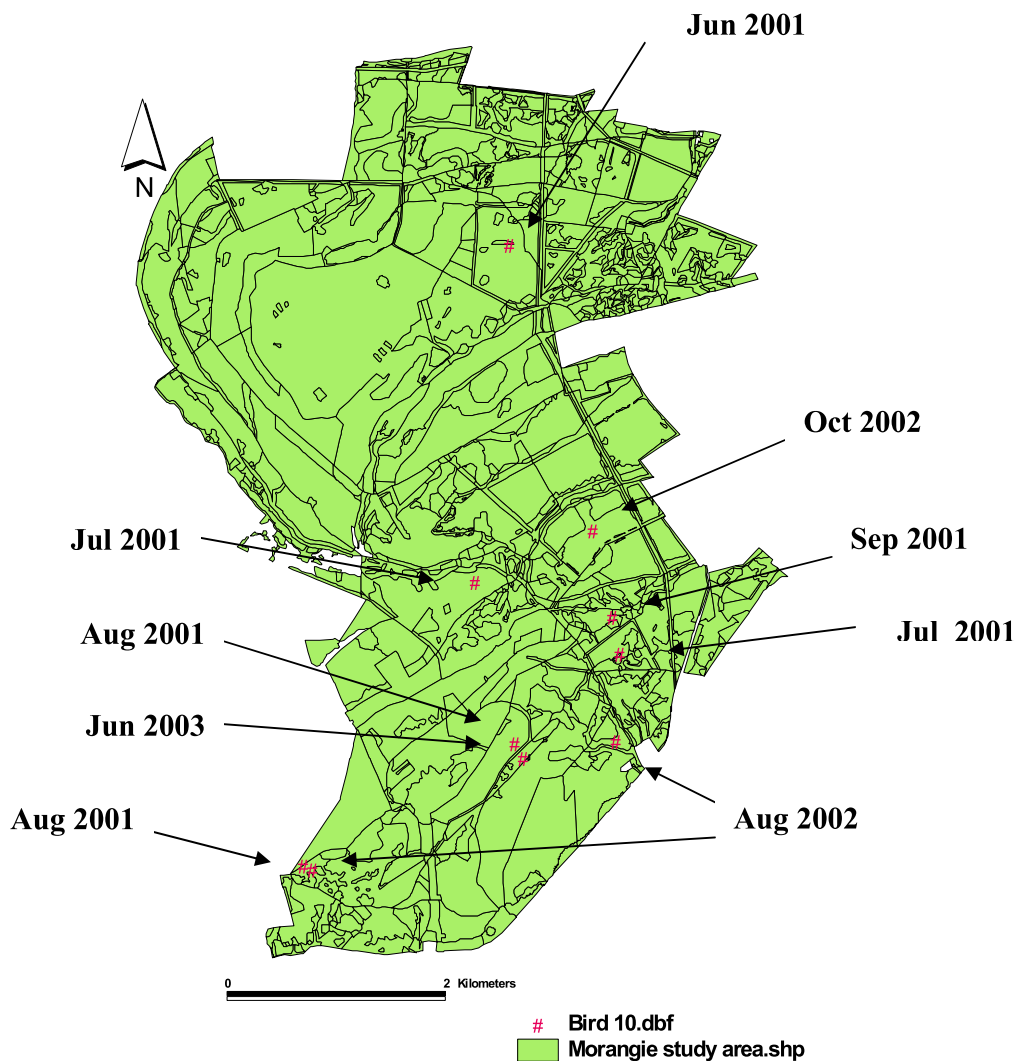 Jun 2001
N
#
Oct 2002
#
Jul 2001
Sep 2001
#
#
Aug 2001
Jul 2001
#
Jun 2003
#
#
#
Aug 2001
Aug 2002
# #
0 2 Kilometers
# Bird 10.dbf
Morangie study area.shp